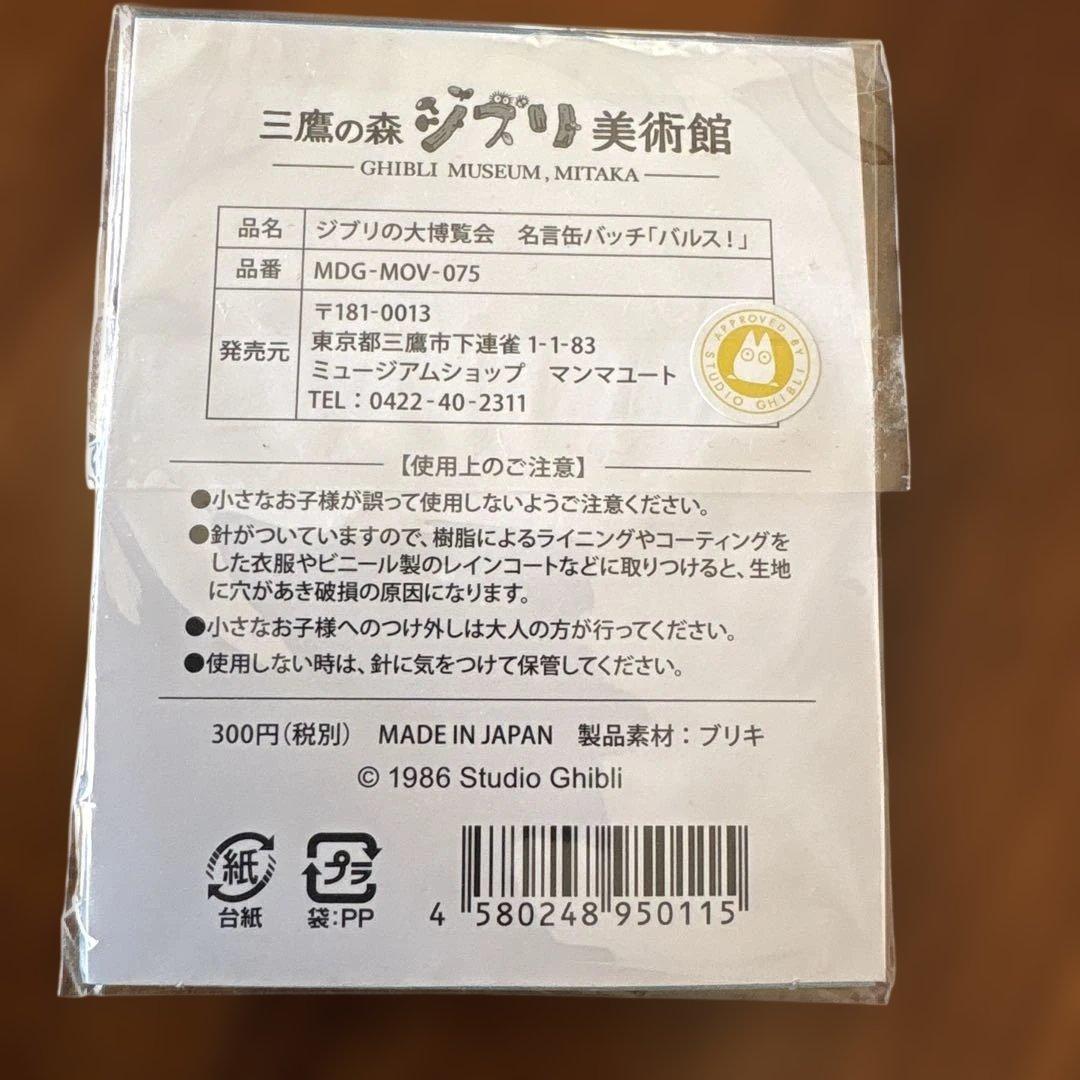 三鷹の森 ジブリ 美術館
GHIBLI MUSEUM, MITAKA
品名 ジブリの大博覧会 名言缶バッチ「バルス!」
品番 MDG-MOV-075
発売元
〒181-0013
東京都三鷹市下連雀 1-1-83
ミュージアムショップ マンマユート
TEL:0422-40-2311
APPROVED BY STUDIO GHIBLI
【使用上のご注意】
●小さなお子様が誤って使用しないようご注意ください。
●針がついていますので、樹脂によるライニングやコーティングを
した衣服やビニール製のレインコートなどに取りつけると、生地
に穴があき破損の原因になります。
●小さなお子様へのつけ外しは大人の方が行ってください。
●使用しない時は、針に気をつけて保管してください。
300円(税別) MADE IN JAPAN 製品素材:ブリキ
© 1986 Studio Ghibli
紙 プラ
台紙 袋:PP 4 580248 950115